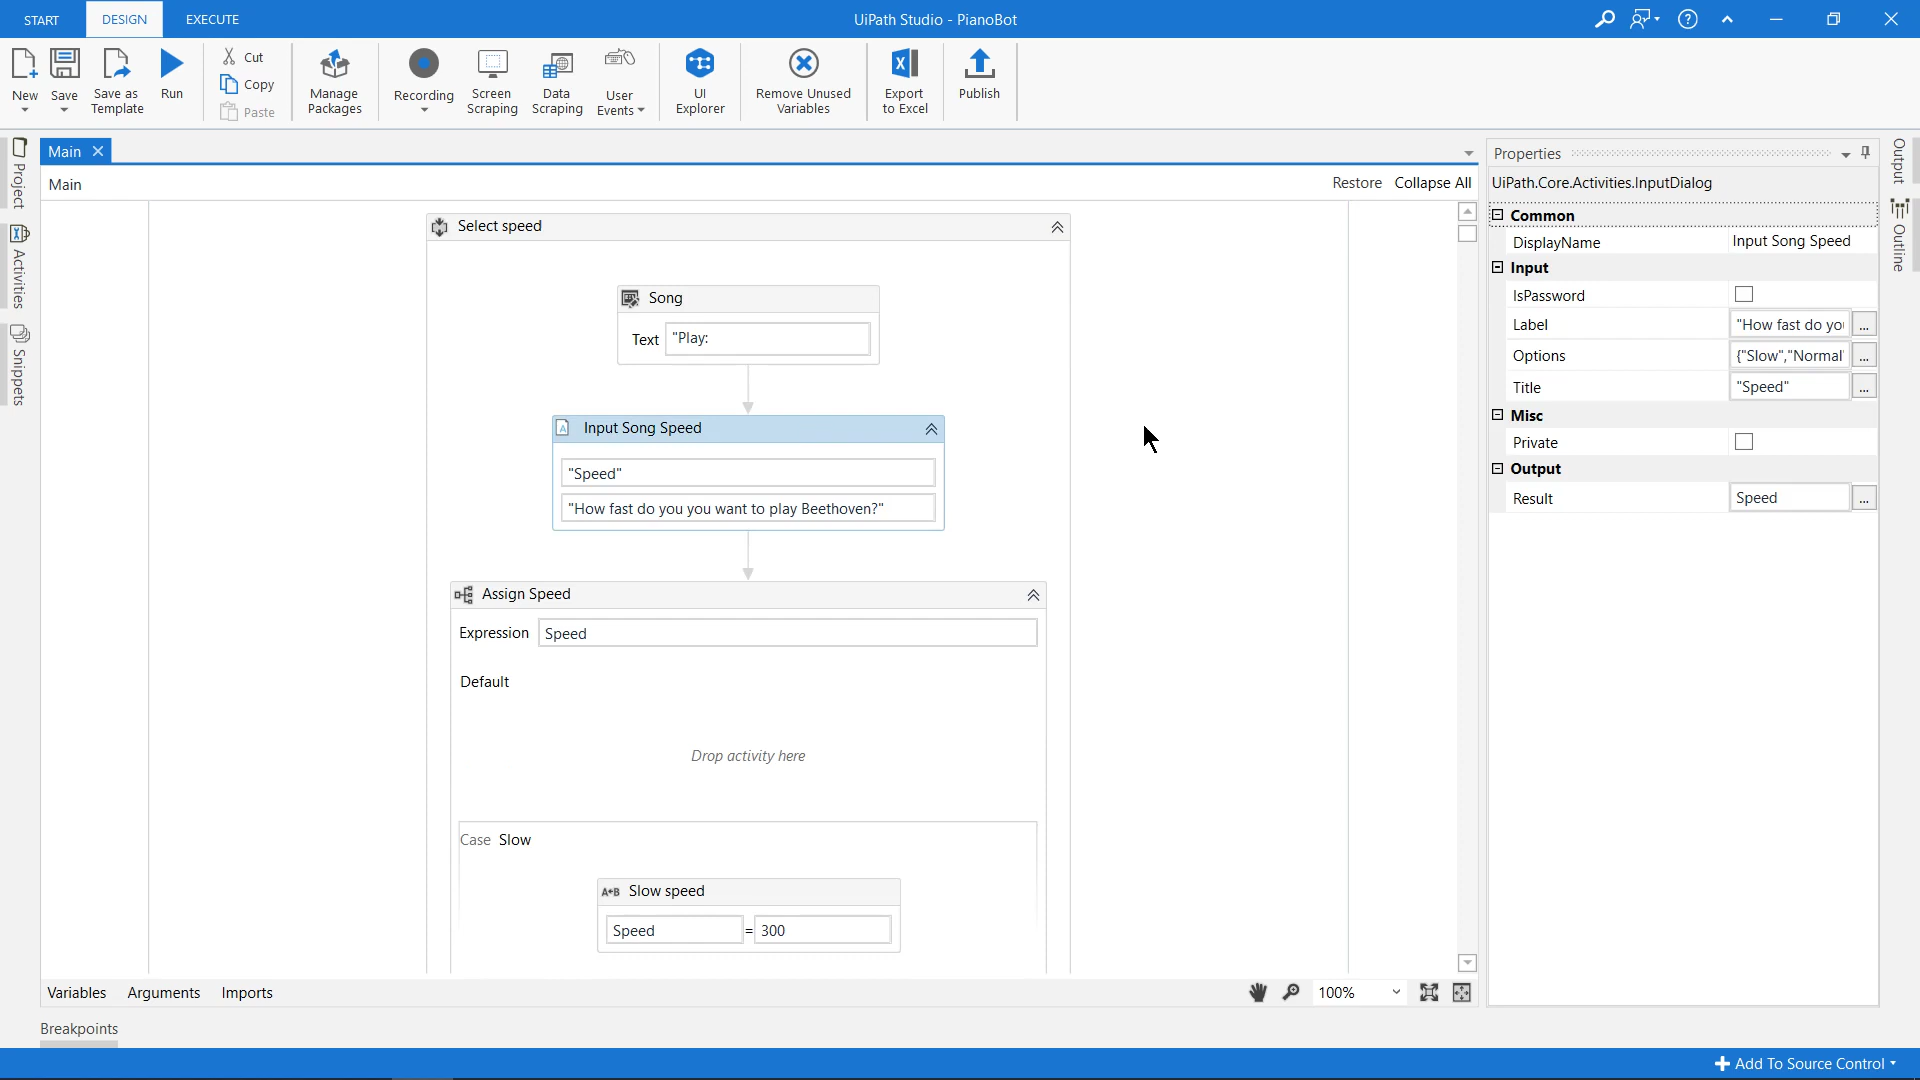 START
DESIGN
EXECUTE
UiPath Studio - PianoBot
New
Save
Save as
Template
Run
Cut
Copy
Paste
Manage
Packages
Recording
Screen
Scraping
Data
Scraping
User
Events
UI
Explorer
Remove Unused
Variables
Export
to Excel
Publish
Project
Activities
Snippets
Main
Main
Restore
Collapse All
Select speed
Song
Text "Play:
Input Song Speed
"Speed"
"How fast do you you want to play Beethoven?"
Assign Speed
Expression Speed
Default
Drop activity here
Case Slow
A+B Slow speed
Speed = 300
Properties
UiPath.Core.Activities.InputDialog
Common
DisplayName Input Song Speed
Input
IsPassword
Label "How fast do you ...
Options {"Slow","Normal" ...
Title "Speed" ...
Misc
Private
Output
Result Speed ...
Output
Outline
Variables Arguments Imports
100%
Breakpoints
Add To Source Control